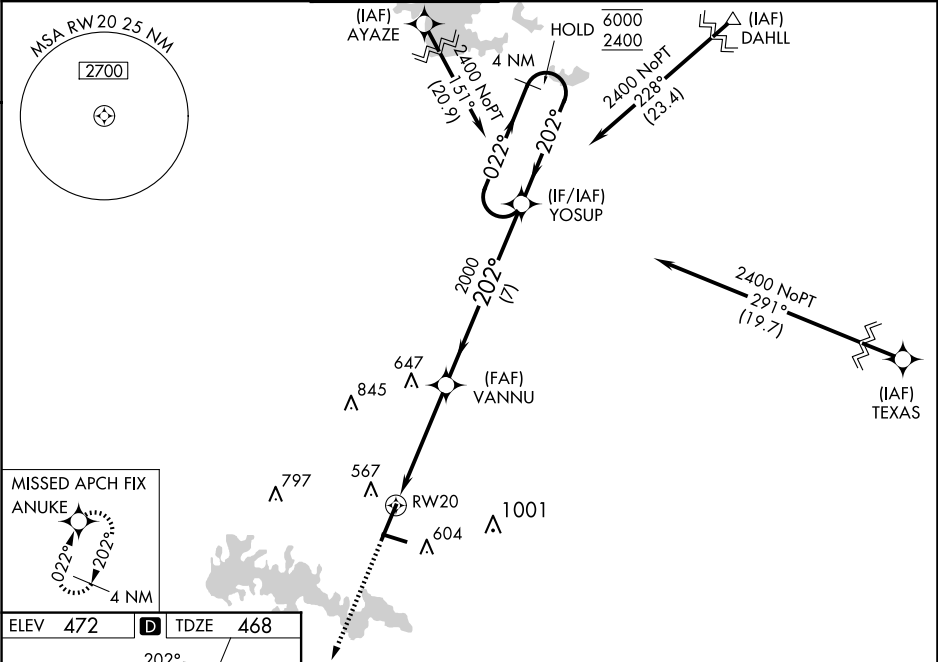 MSA RW 20 25 NM
2700
(IAF)
AYAZE
2400 NoPT
151°
(20.9)
HOLD
6000
2400
4 NM
022°
202°
(IAF)
DAHLL
2400 NoPT
228°
(23.4)
(IF/IAF)
YOSUP
2000
202°
(7)
2400 NoPT
291°
(19.7)
(IAF)
TEXAS
647
845
(FAF)
VANNU
797
567
RW20
1001
604
MISSED APCH FIX
ANUKE
022°
202°
4 NM
ELEV 472 D TDZE 468
202°